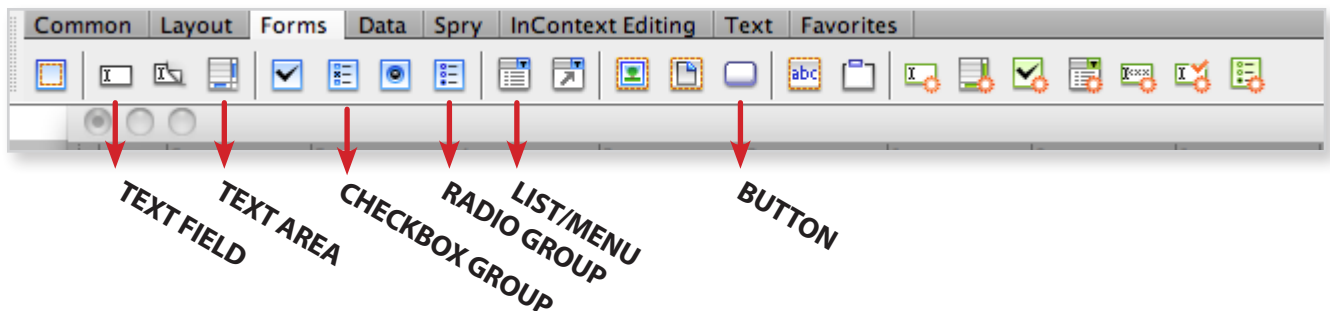 Common Layout Forms Data Spry InContext Editing Text Favorites
abc
TEXT FIELD
TEXT AREA
CHECKBOX GROUP
RADIO GROUP
LIST/MENU
BUTTON